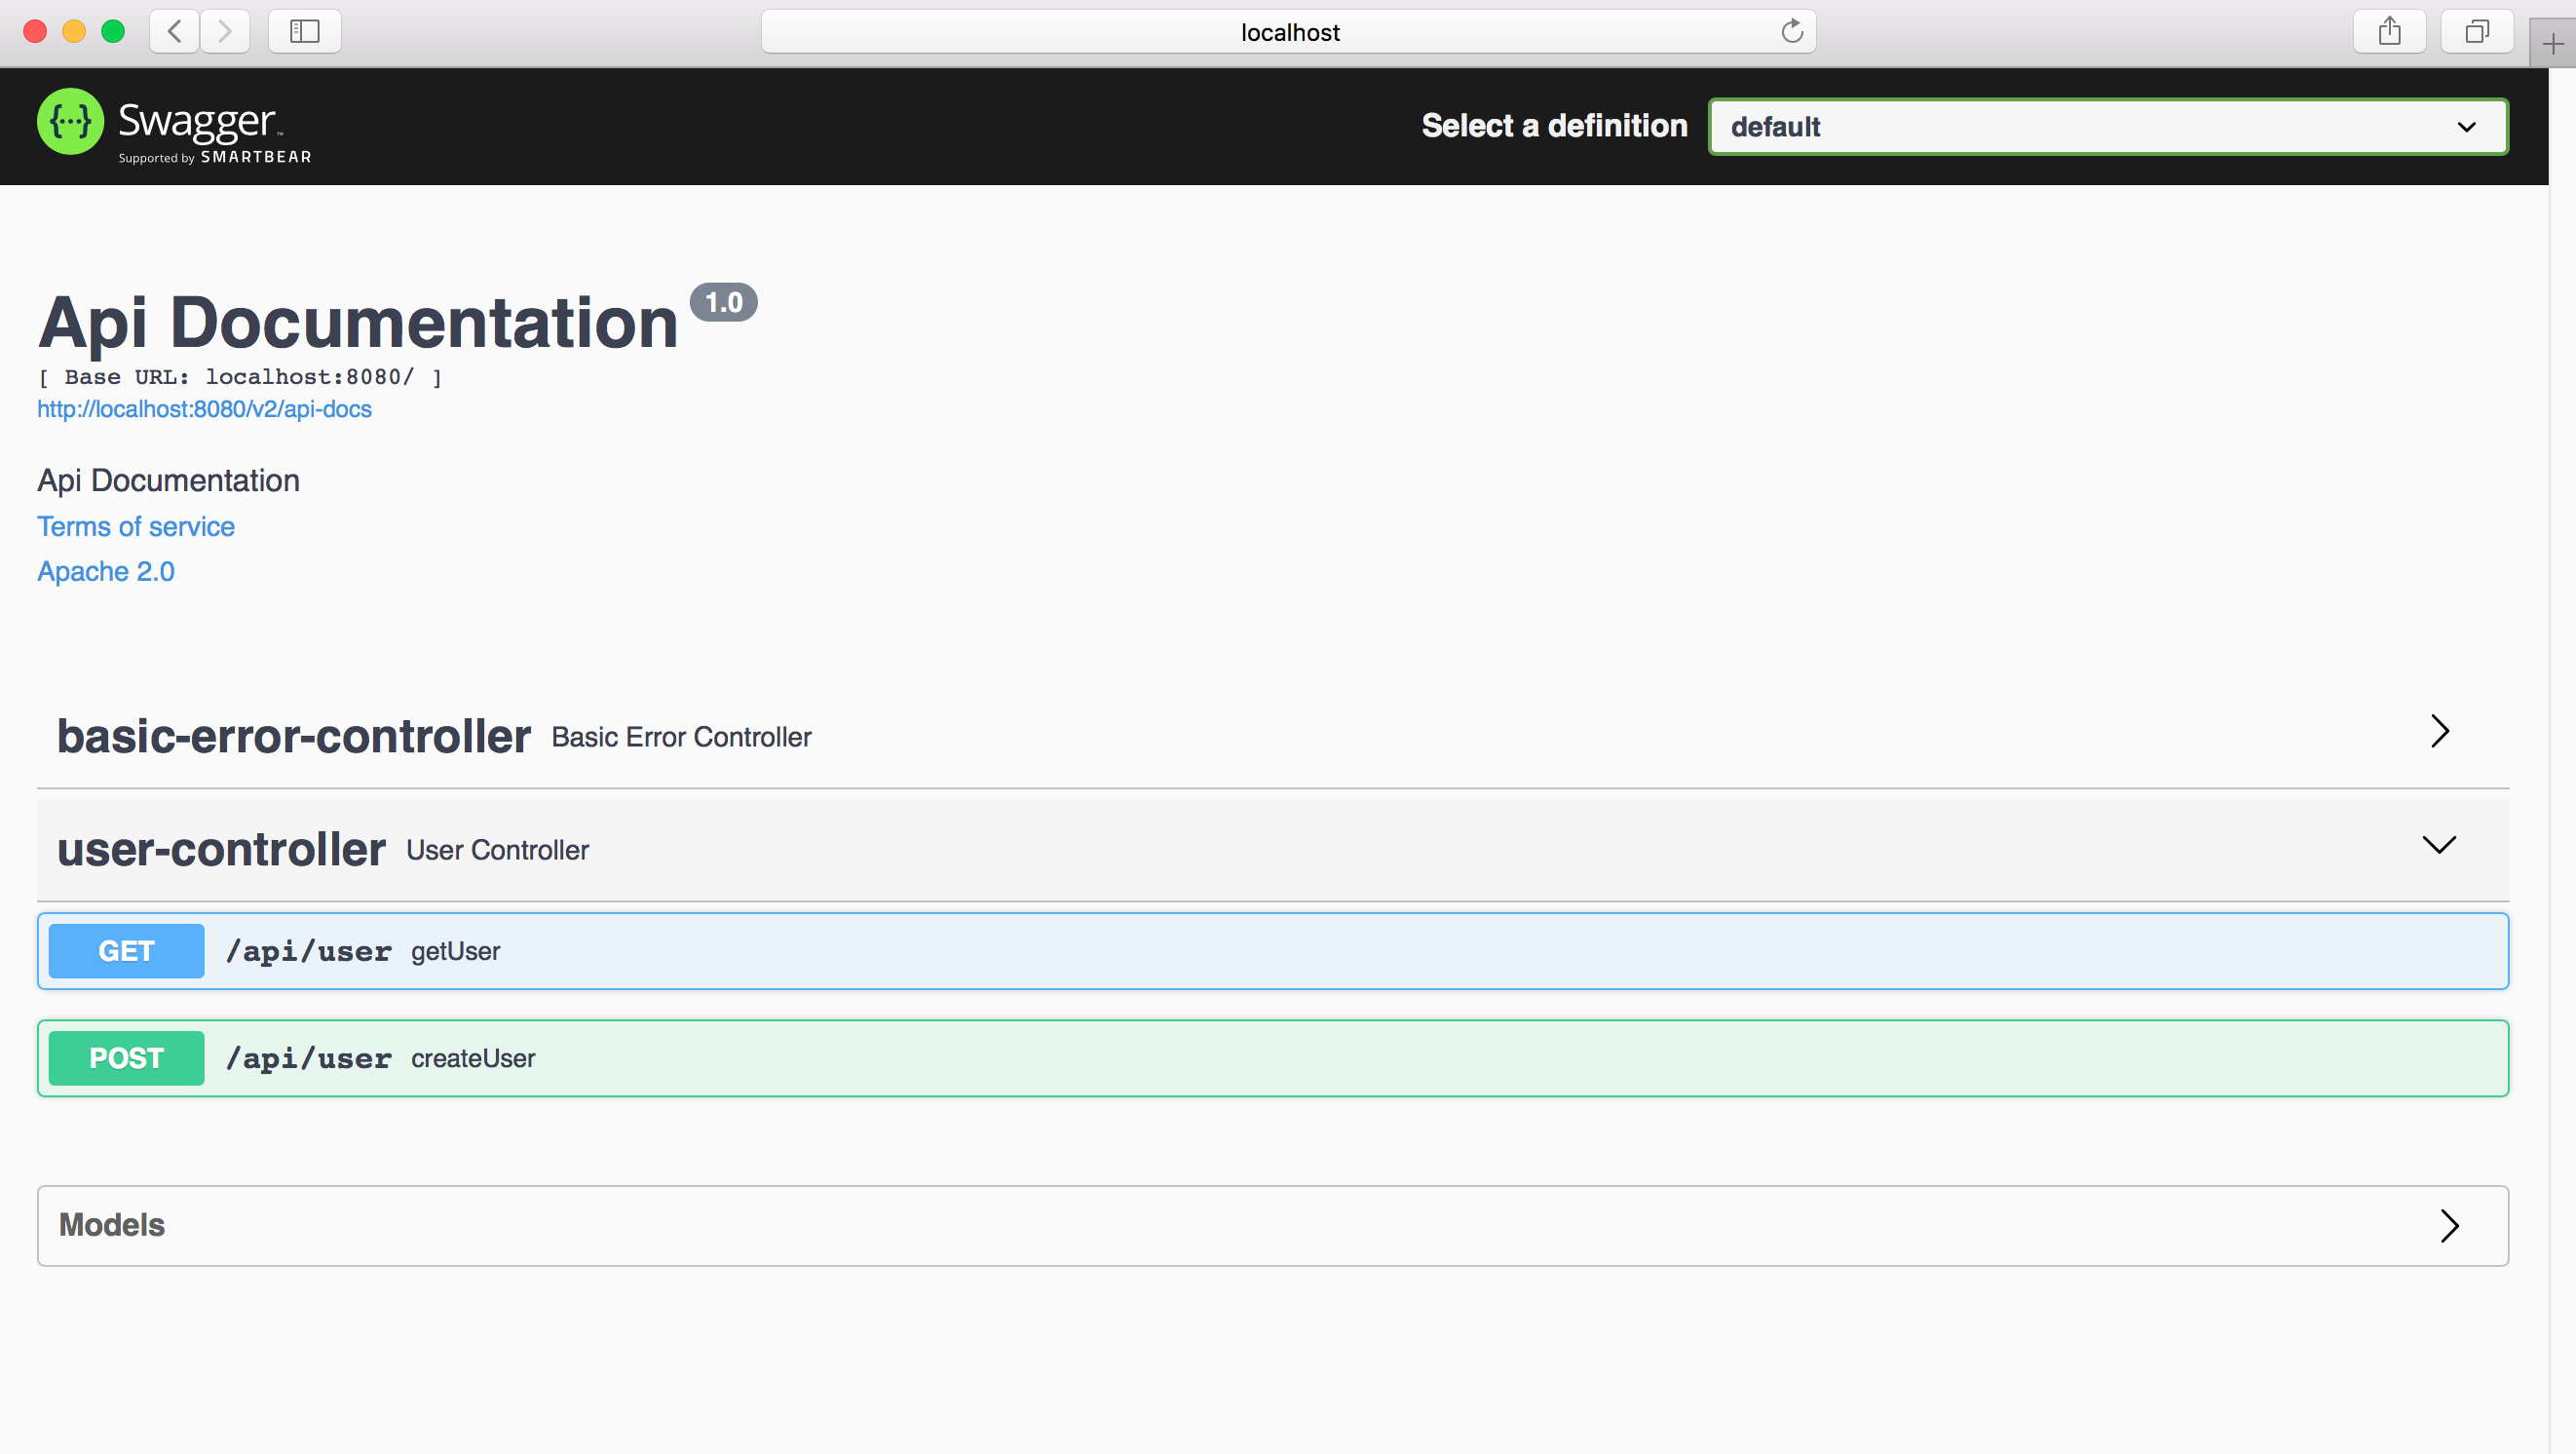 localhost
{···} Swagger™
Supported by SMARTBEAR
Select a definition default
Api Documentation 1.0
[ Base URL: localhost:8080/ ]
http://localhost:8080/v2/api-docs
Api Documentation
Terms of service
Apache 2.0
basic-error-controller Basic Error Controller
user-controller User Controller
GET /api/user getUser
POST /api/user createUser
Models